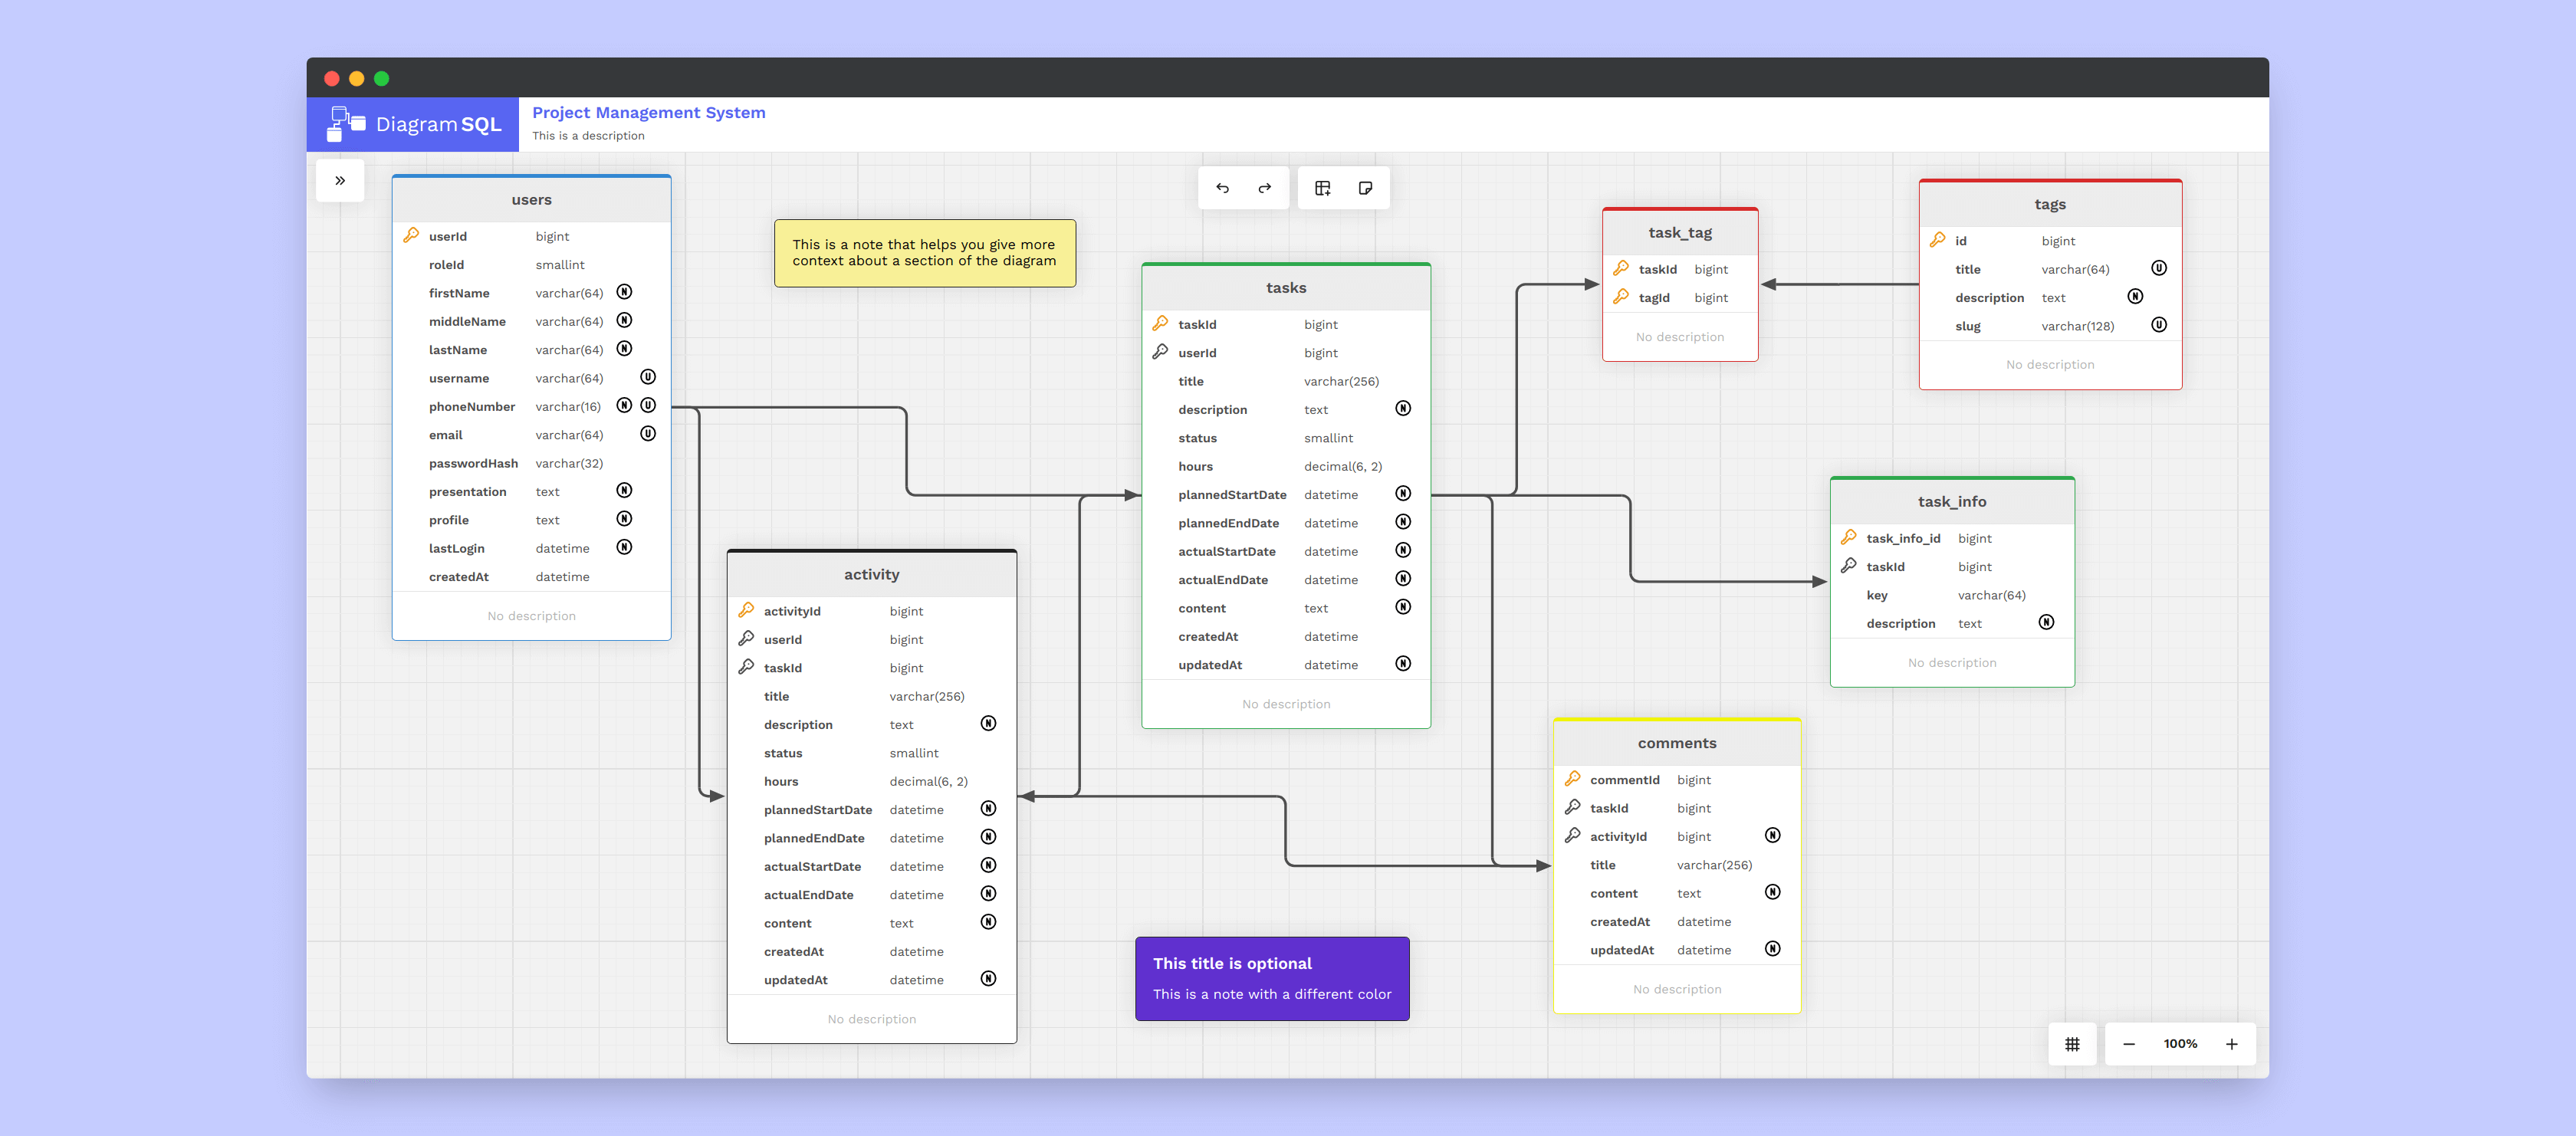 DiagramSQL
Project Management System
This is a description
users
userId bigint
roleId smallint
firstName varchar(64) N
middleName varchar(64) N
lastName varchar(64) N
username varchar(64) U
phoneNumber varchar(16) N U
email varchar(64) U
passwordHash varchar(32)
presentation text N
profile text N
lastLogin datetime N
createdAt datetime
No description
This is a note that helps you give more
context about a section of the diagram
activity
activityId bigint
userId bigint
taskId bigint
title varchar(256)
description text N
status smallint
hours decimal(6, 2)
plannedStartDate datetime N
plannedEndDate datetime N
actualStartDate datetime N
actualEndDate datetime N
content text N
createdAt datetime
updatedAt datetime N
No description
tasks
taskId bigint
userId bigint
title varchar(256)
description text N
status smallint
hours decimal(6, 2)
plannedStartDate datetime N
plannedEndDate datetime N
actualStartDate datetime N
actualEndDate datetime N
content text N
createdAt datetime
updatedAt datetime N
No description
This title is optional
This is a note with a different color
task_tag
taskId bigint
tagId bigint
No description
tags
id bigint
title varchar(64) U
description text N
slug varchar(128) U
No description
task_info
task_info_id bigint
taskId bigint
key varchar(64)
description text N
No description
comments
commentId bigint
taskId bigint
activityId bigint N
title varchar(256)
content text N
createdAt datetime
updatedAt datetime N
No description
100%